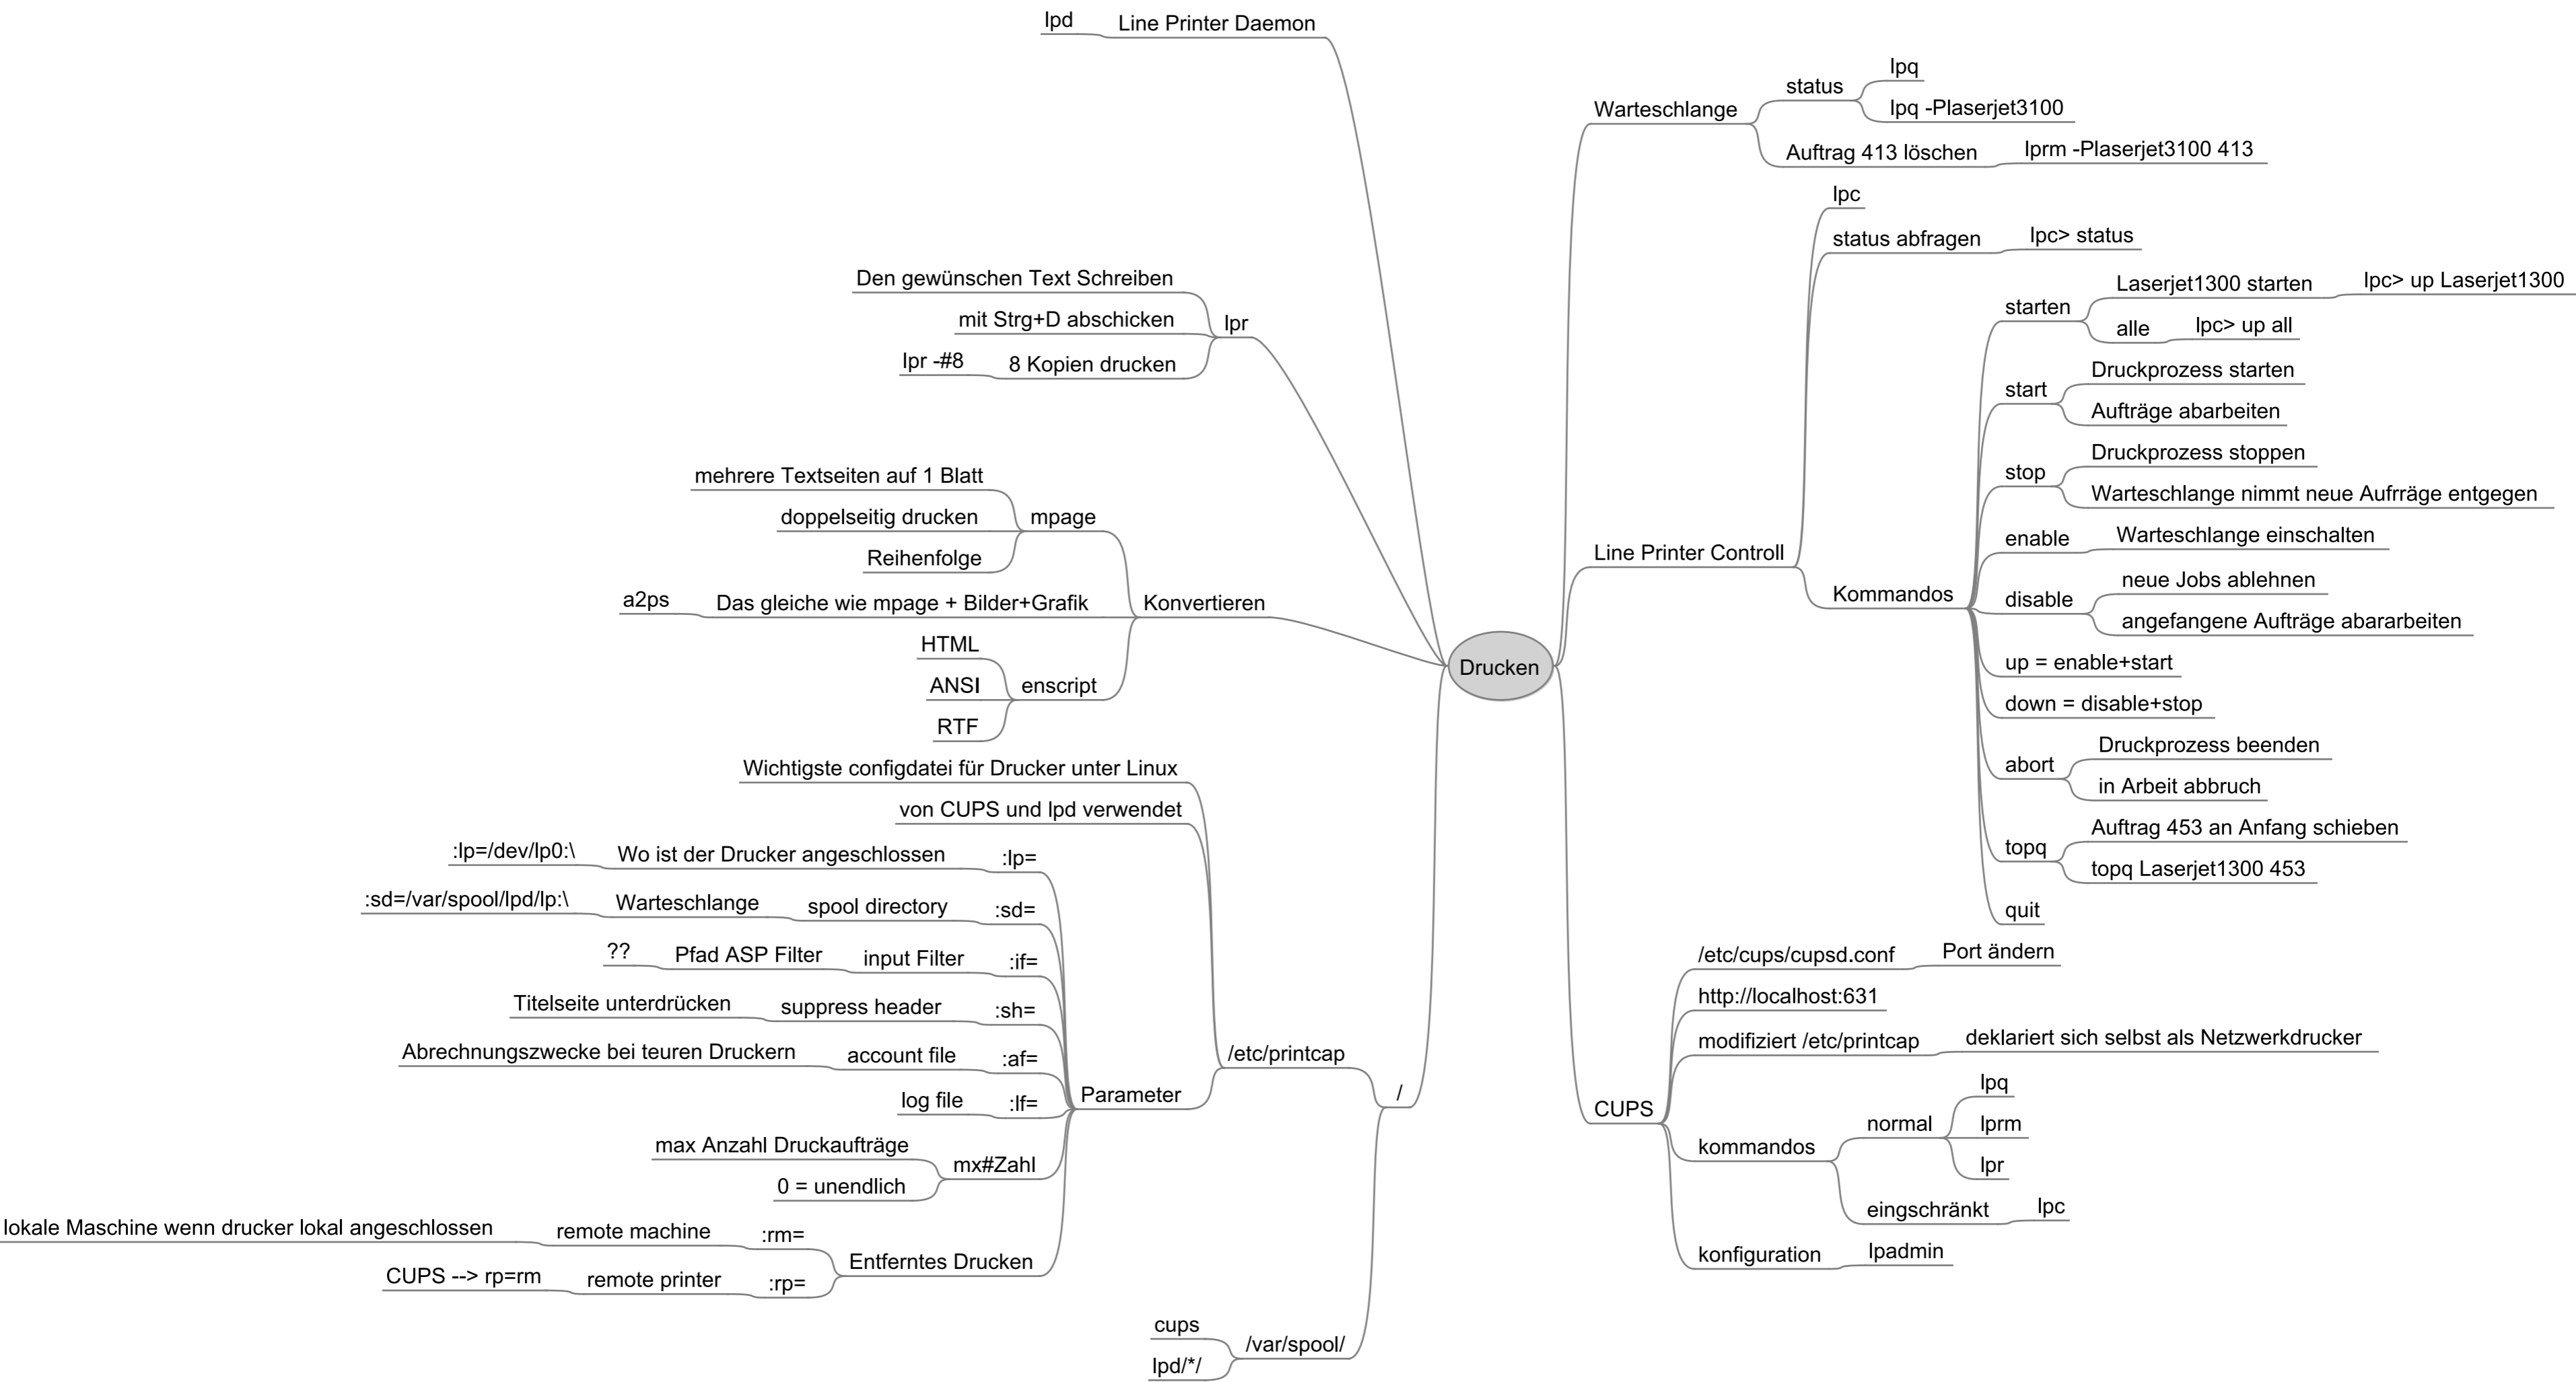 Drucken
Line Printer Daemon
lpd
lpr
Den gewünschen Text Schreiben
mit Strg+D abschicken
8 Kopien drucken
lpr -#8
Konvertieren
mpage
mehrere Textseiten auf 1 Blatt
doppelseitig drucken
Reihenfolge
Das gleiche wie mpage + Bilder+Grafik
a2ps
enscript
HTML
ANSI
RTF
/
/etc/printcap
Wichtigste configdatei für Drucker unter Linux
von CUPS und lpd verwendet
Parameter
:lp=
Wo ist der Drucker angeschlossen
:lp=/dev/lp0:\
:sd=
spool directory
Warteschlange
:sd=/var/spool/lpd/lp:\
:if=
input Filter
Pfad ASP Filter
??
:sh=
suppress header
Titelseite unterdrücken
:af=
account file
Abrechnungszwecke bei teuren Druckern
:lf=
log file
mx#Zahl
max Anzahl Druckaufträge
0 = unendlich
Entferntes Drucken
:rm=
remote machine
lokale Maschine wenn drucker lokal angeschlossen
:rp=
remote printer
CUPS --> rp=rm
/var/spool/
cups
lpd/*/
Warteschlange
status
lpq
lpq -Plaserjet3100
Auftrag 413 löschen
lprm -Plaserjet3100 413
Line Printer Controll
lpc
status abfragen
lpc> status
Kommandos
starten
Laserjet1300 starten
lpc> up Laserjet1300
alle
lpc> up all
start
Druckprozess starten
Aufträge abarbeiten
stop
Druckprozess stoppen
Warteschlange nimmt neue Aufrräge entgegen
enable
Warteschlange einschalten
disable
neue Jobs ablehnen
angefangene Aufträge abararbeiten
up = enable+start
down = disable+stop
abort
Druckprozess beenden
in Arbeit abbruch
topq
Auftrag 453 an Anfang schieben
topq Laserjet1300 453
quit
CUPS
/etc/cups/cupsd.conf
Port ändern
http://localhost:631
modifiziert /etc/printcap
deklariert sich selbst als Netzwerkdrucker
kommandos
normal
lpq
lprm
lpr
eingschränkt
lpc
konfiguration
lpadmin